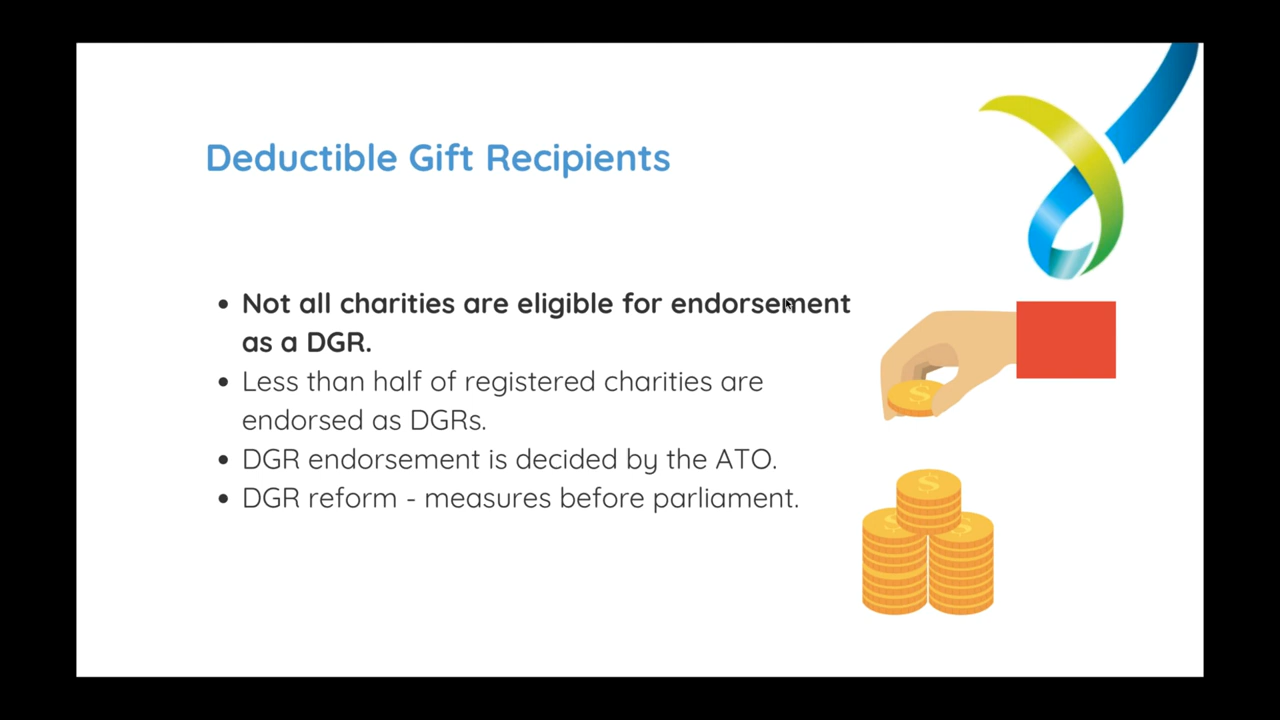 Deductible Gift Recipients
• Not all charities are eligible for endorsement
as a DGR.
• Less than half of registered charities are
endorsed as DGRs.
• DGR endorsement is decided by the ATO.
• DGR reform - measures before parliament.